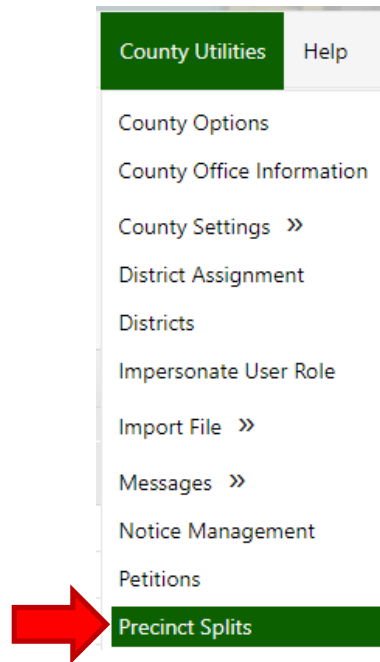 County Utilities Help
County Options
County Office Information
County Settings »
District Assignment
Districts
Impersonate User Role
Import File »
Messages »
Notice Management
Petitions
Precinct Splits